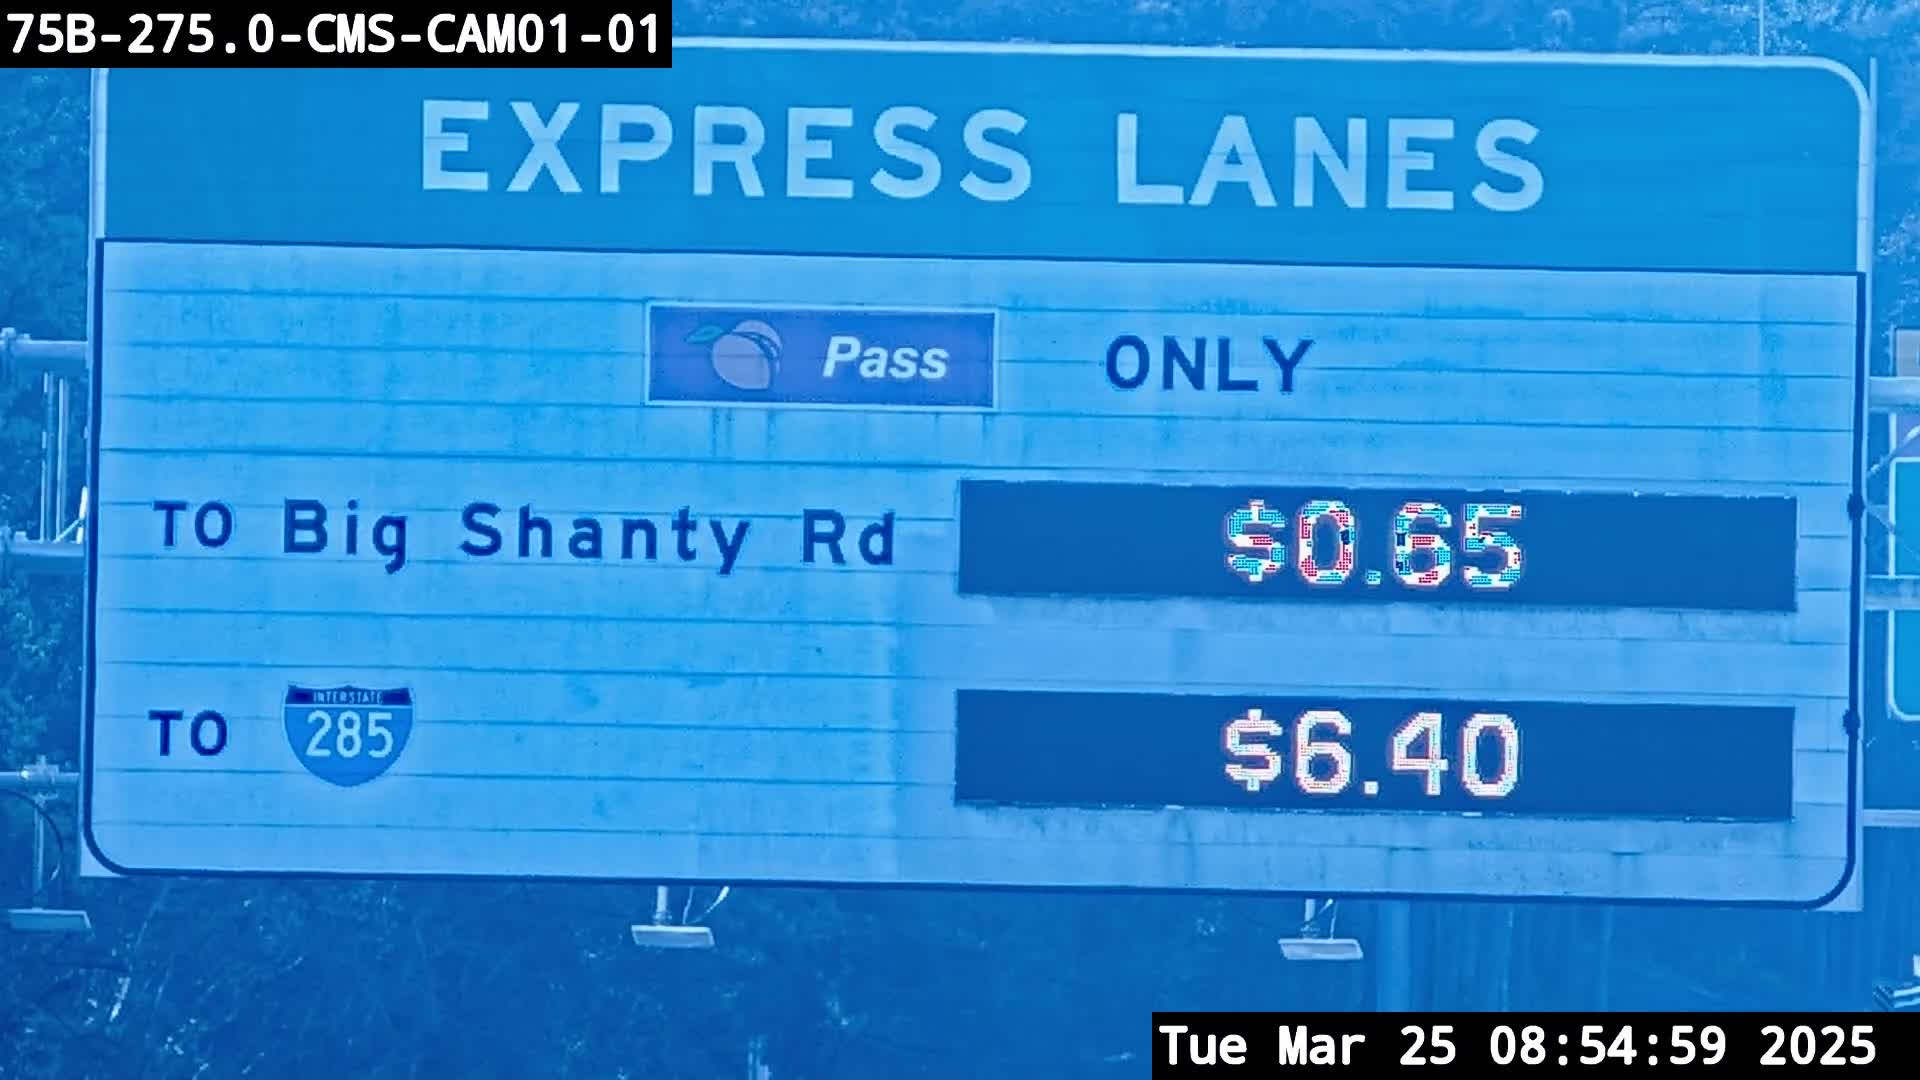 75B-275.0-CMS-CAM01-01
EXPRESS LANES
Pass ONLY
TO Big Shanty Rd $0.65
INTERSTATE
TO 285 $6.40
Tue Mar 25 08:54:59 2025